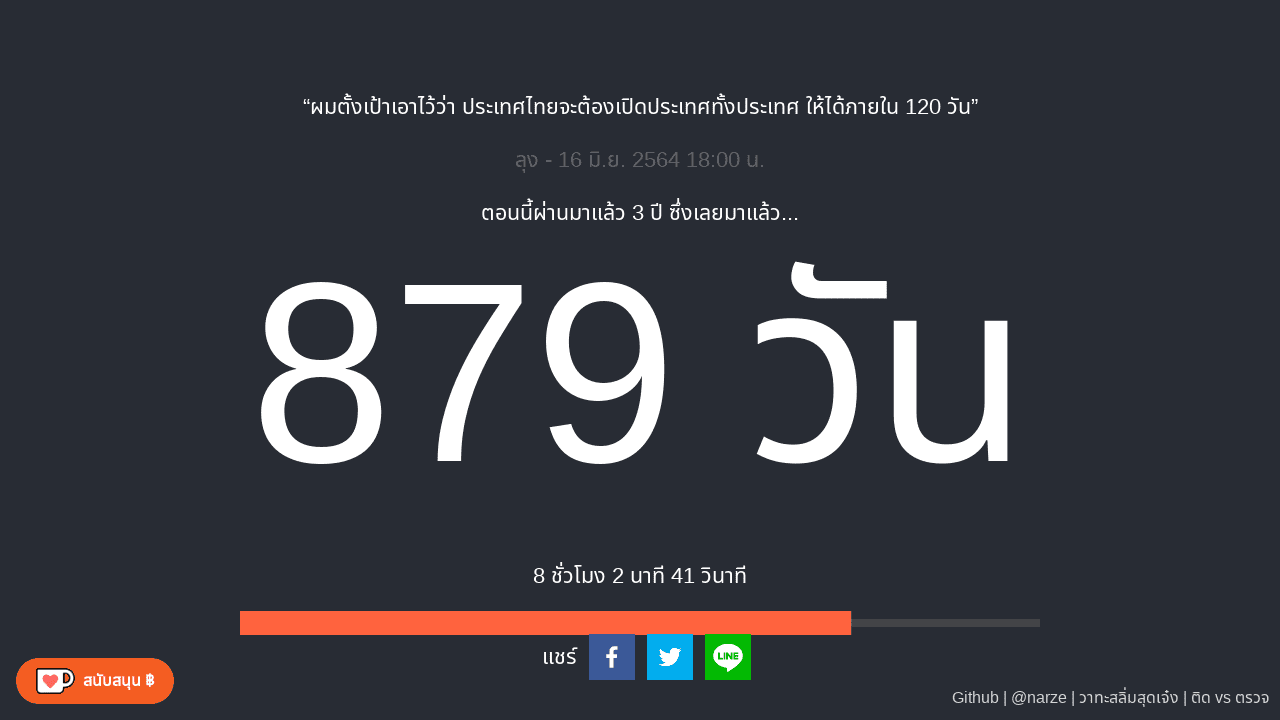 “ผมตั้งเป้าเอาไว้ว่า ประเทศไทยจะต้องเปิดประเทศทั้งประเทศ ให้ได้ภายใน 120 วัน”
ลุง - 16 มิ.ย. 2564 18:00 น.
ตอนนี้ผ่านมาแล้ว 3 ปี ซึ่งเลยมาแล้ว...
879 วัน
8 ชั่วโมง 2 นาที 41 วินาที
แชร์
LINE
สนับสนุน ฿
Github | @narze | วาทะสลิ่มสุดเจ๋ง | ติด vs ตรวจ